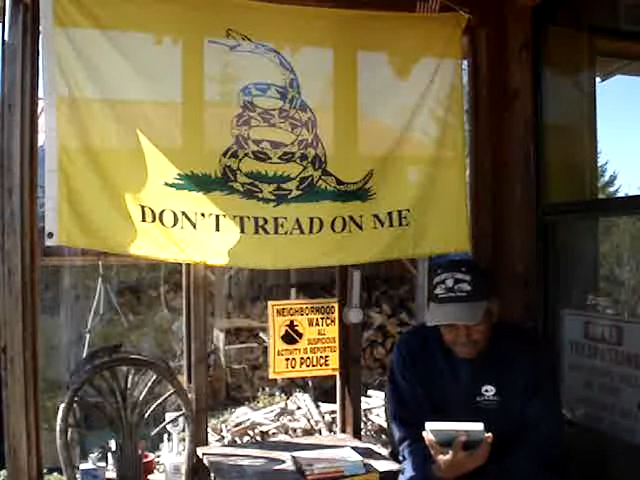 DON'T TREAD ON ME
NEIGHBORHOOD
WATCH
ALL
SUSPICIOUS
ACTIVITY IS REPORTED
TO POLICE